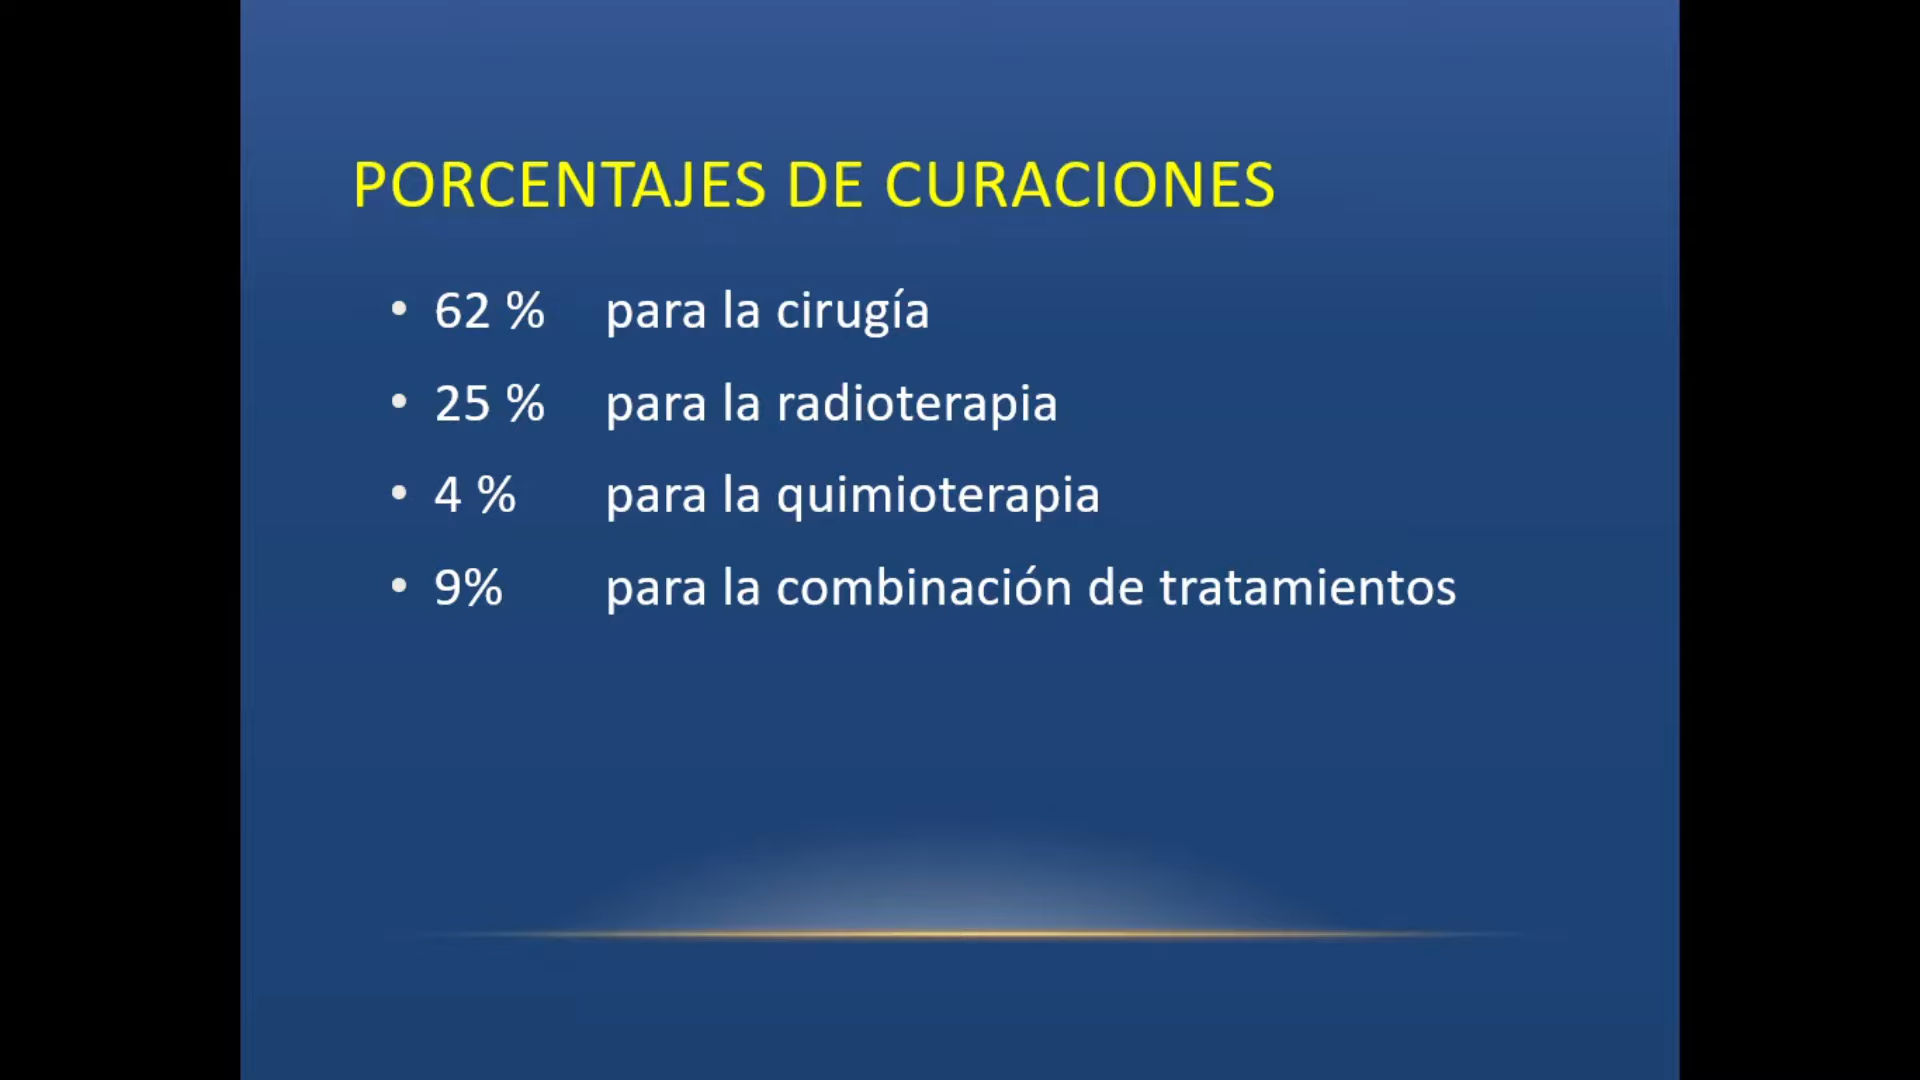 PORCENTAJES DE CURACIONES
• 62 % para la cirugía
• 25 % para la radioterapia
• 4 % para la quimioterapia
• 9% para la combinación de tratamientos